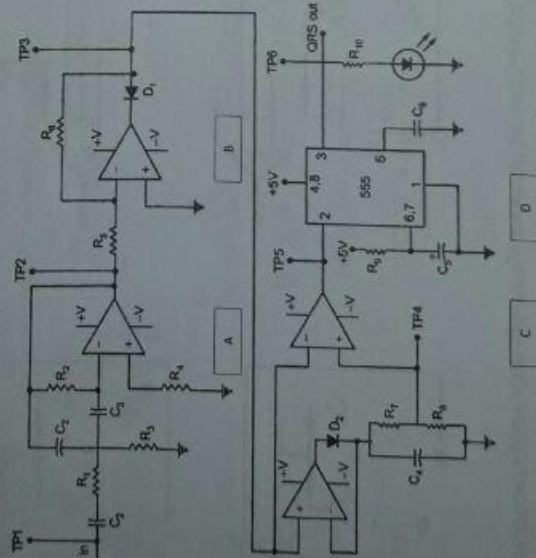 TP1
TP2
TP3
In
C₂
R₁
C₂
R₂
C₃
R₃
R₄
+V
−V
R₅
R₆
+V
−V
D₁
A
B
+V
−V
D₂
C₄
R₇
R₈
TP4
+V
−V
TP5
+5V
R₉
C₅
+5V
4,8
2
555
3
6,7
5
1
C₆
QRS out
TP6
R₁₀
C
D